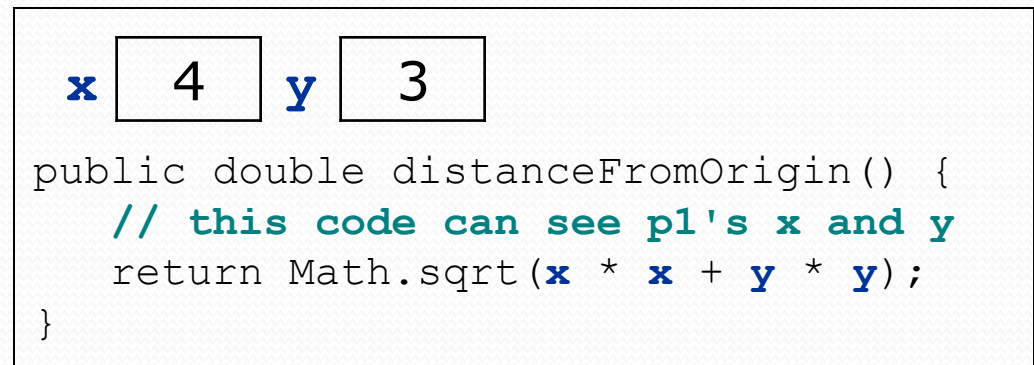 x 4 y 3
public double distanceFromOrigin() {
    // this code can see p1's x and y
    return Math.sqrt(x * x + y * y);
}